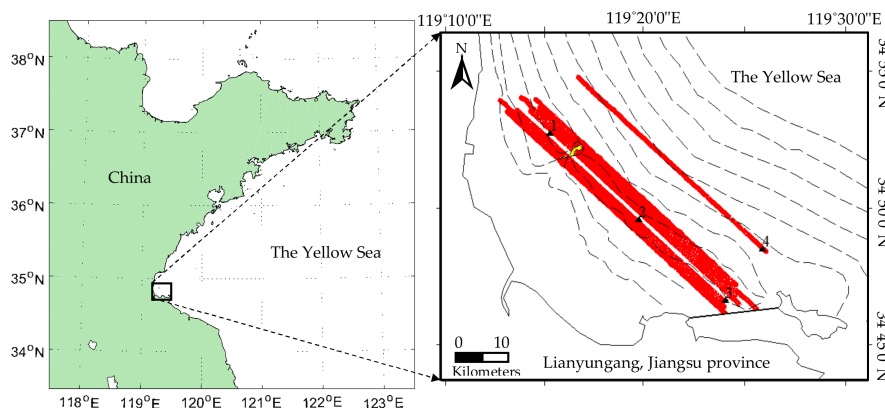 38°N
37°N
36°N
35°N
34°N
118°E 119°E 120°E 121°E 122°E 123°E
China
The Yellow Sea
119°10'0"E 119°20'0"E 119°30'0"E
N
The Yellow Sea
1
2
3
4
0 10
Kilometers
Lianyungang, Jiangsu province